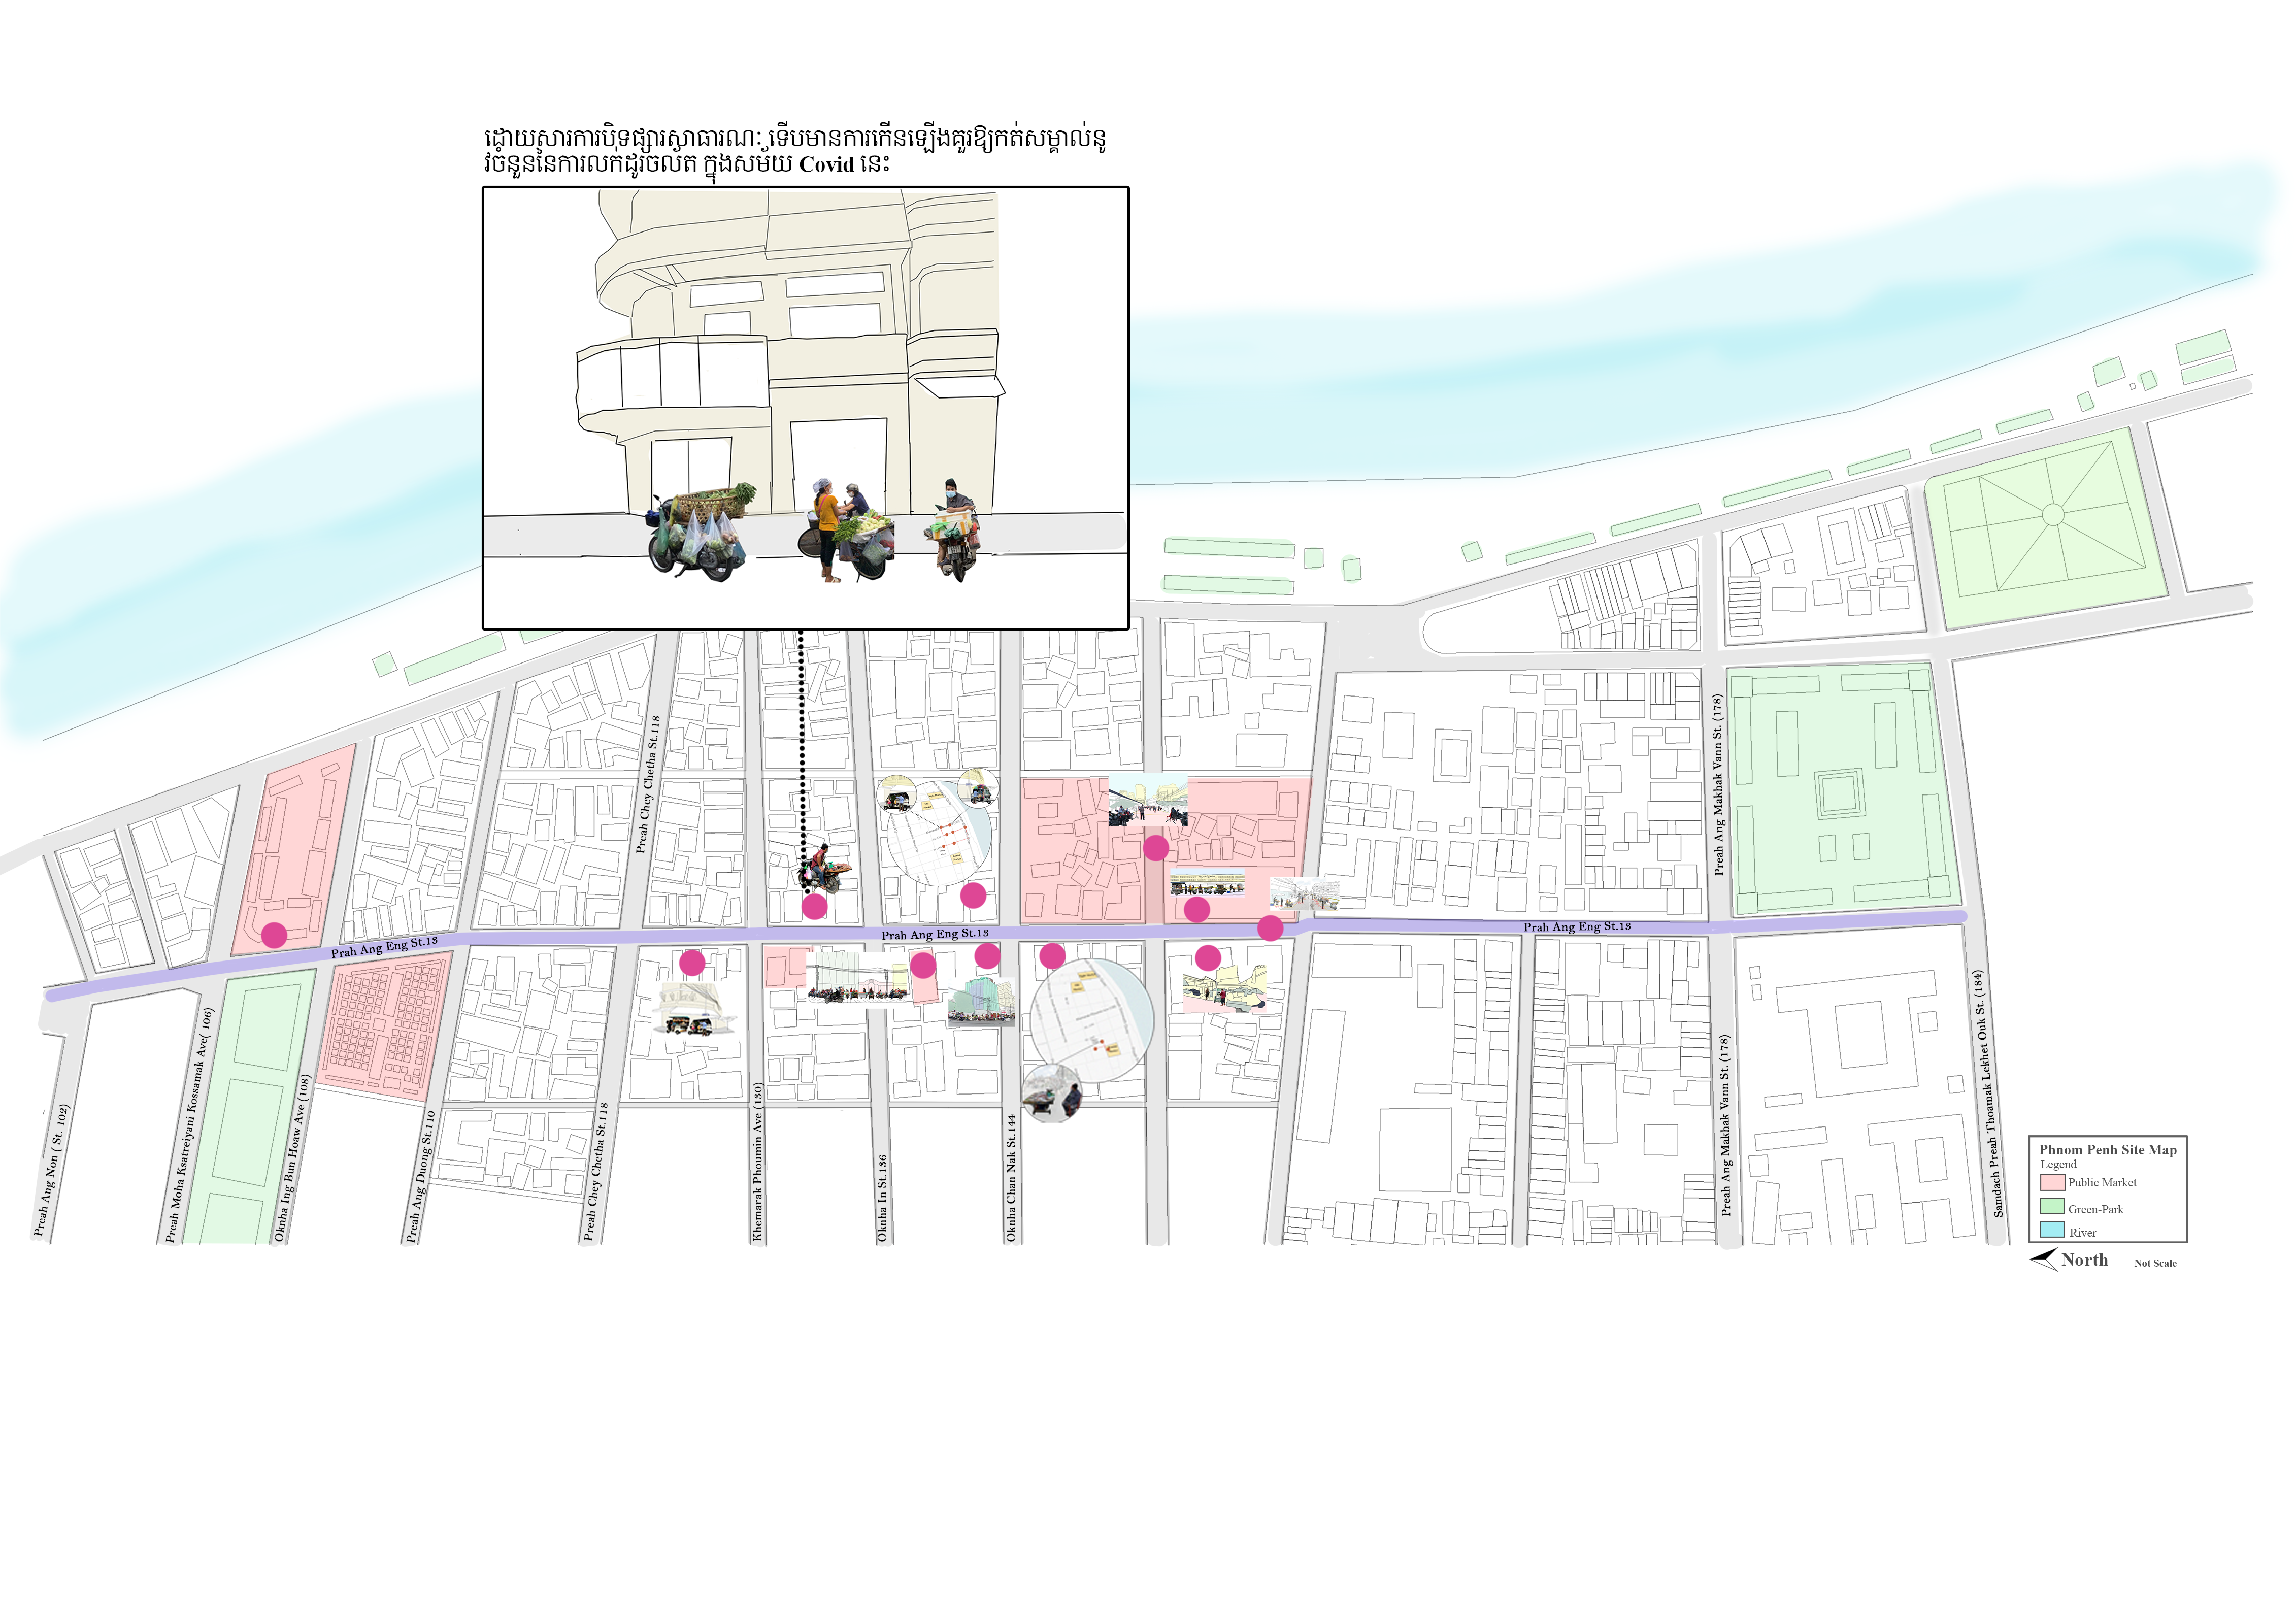 ដោយសារការបិទផ្សារសាធារណៈ ទើបមានការកើនឡើងគួរឱ្យកត់សម្គាល់នូ
វចំនួននៃការលក់ដូរចល័ត ក្នុងសម័យ Covid នេះ
Preah Chey Chetha St.118
Preah Ang Makhak Vann St. (178)
Prah Ang Eng St.13
Prah Ang Eng St.13
Prah Ang Eng St.13
Preah Ang Non ( St. 102)
Preah Moha Ksatreiyani Kossamak Ave( 106)
Oknha Ing Bun Hoaw Ave (108)
Preah Ang Duong St.110
Preah Chey Chetha St.118
Khemarak Phoumin Ave (130)
Oknha In St.136
Oknha Chan Nak St.144
Preah Ang Makhak Vann St. (178)
Samdach Preah Thoamak Lekhet Ouk St. (184)
Phnom Penh Site Map
Legend
Public Market
Green-Park
River
North
Not Scale